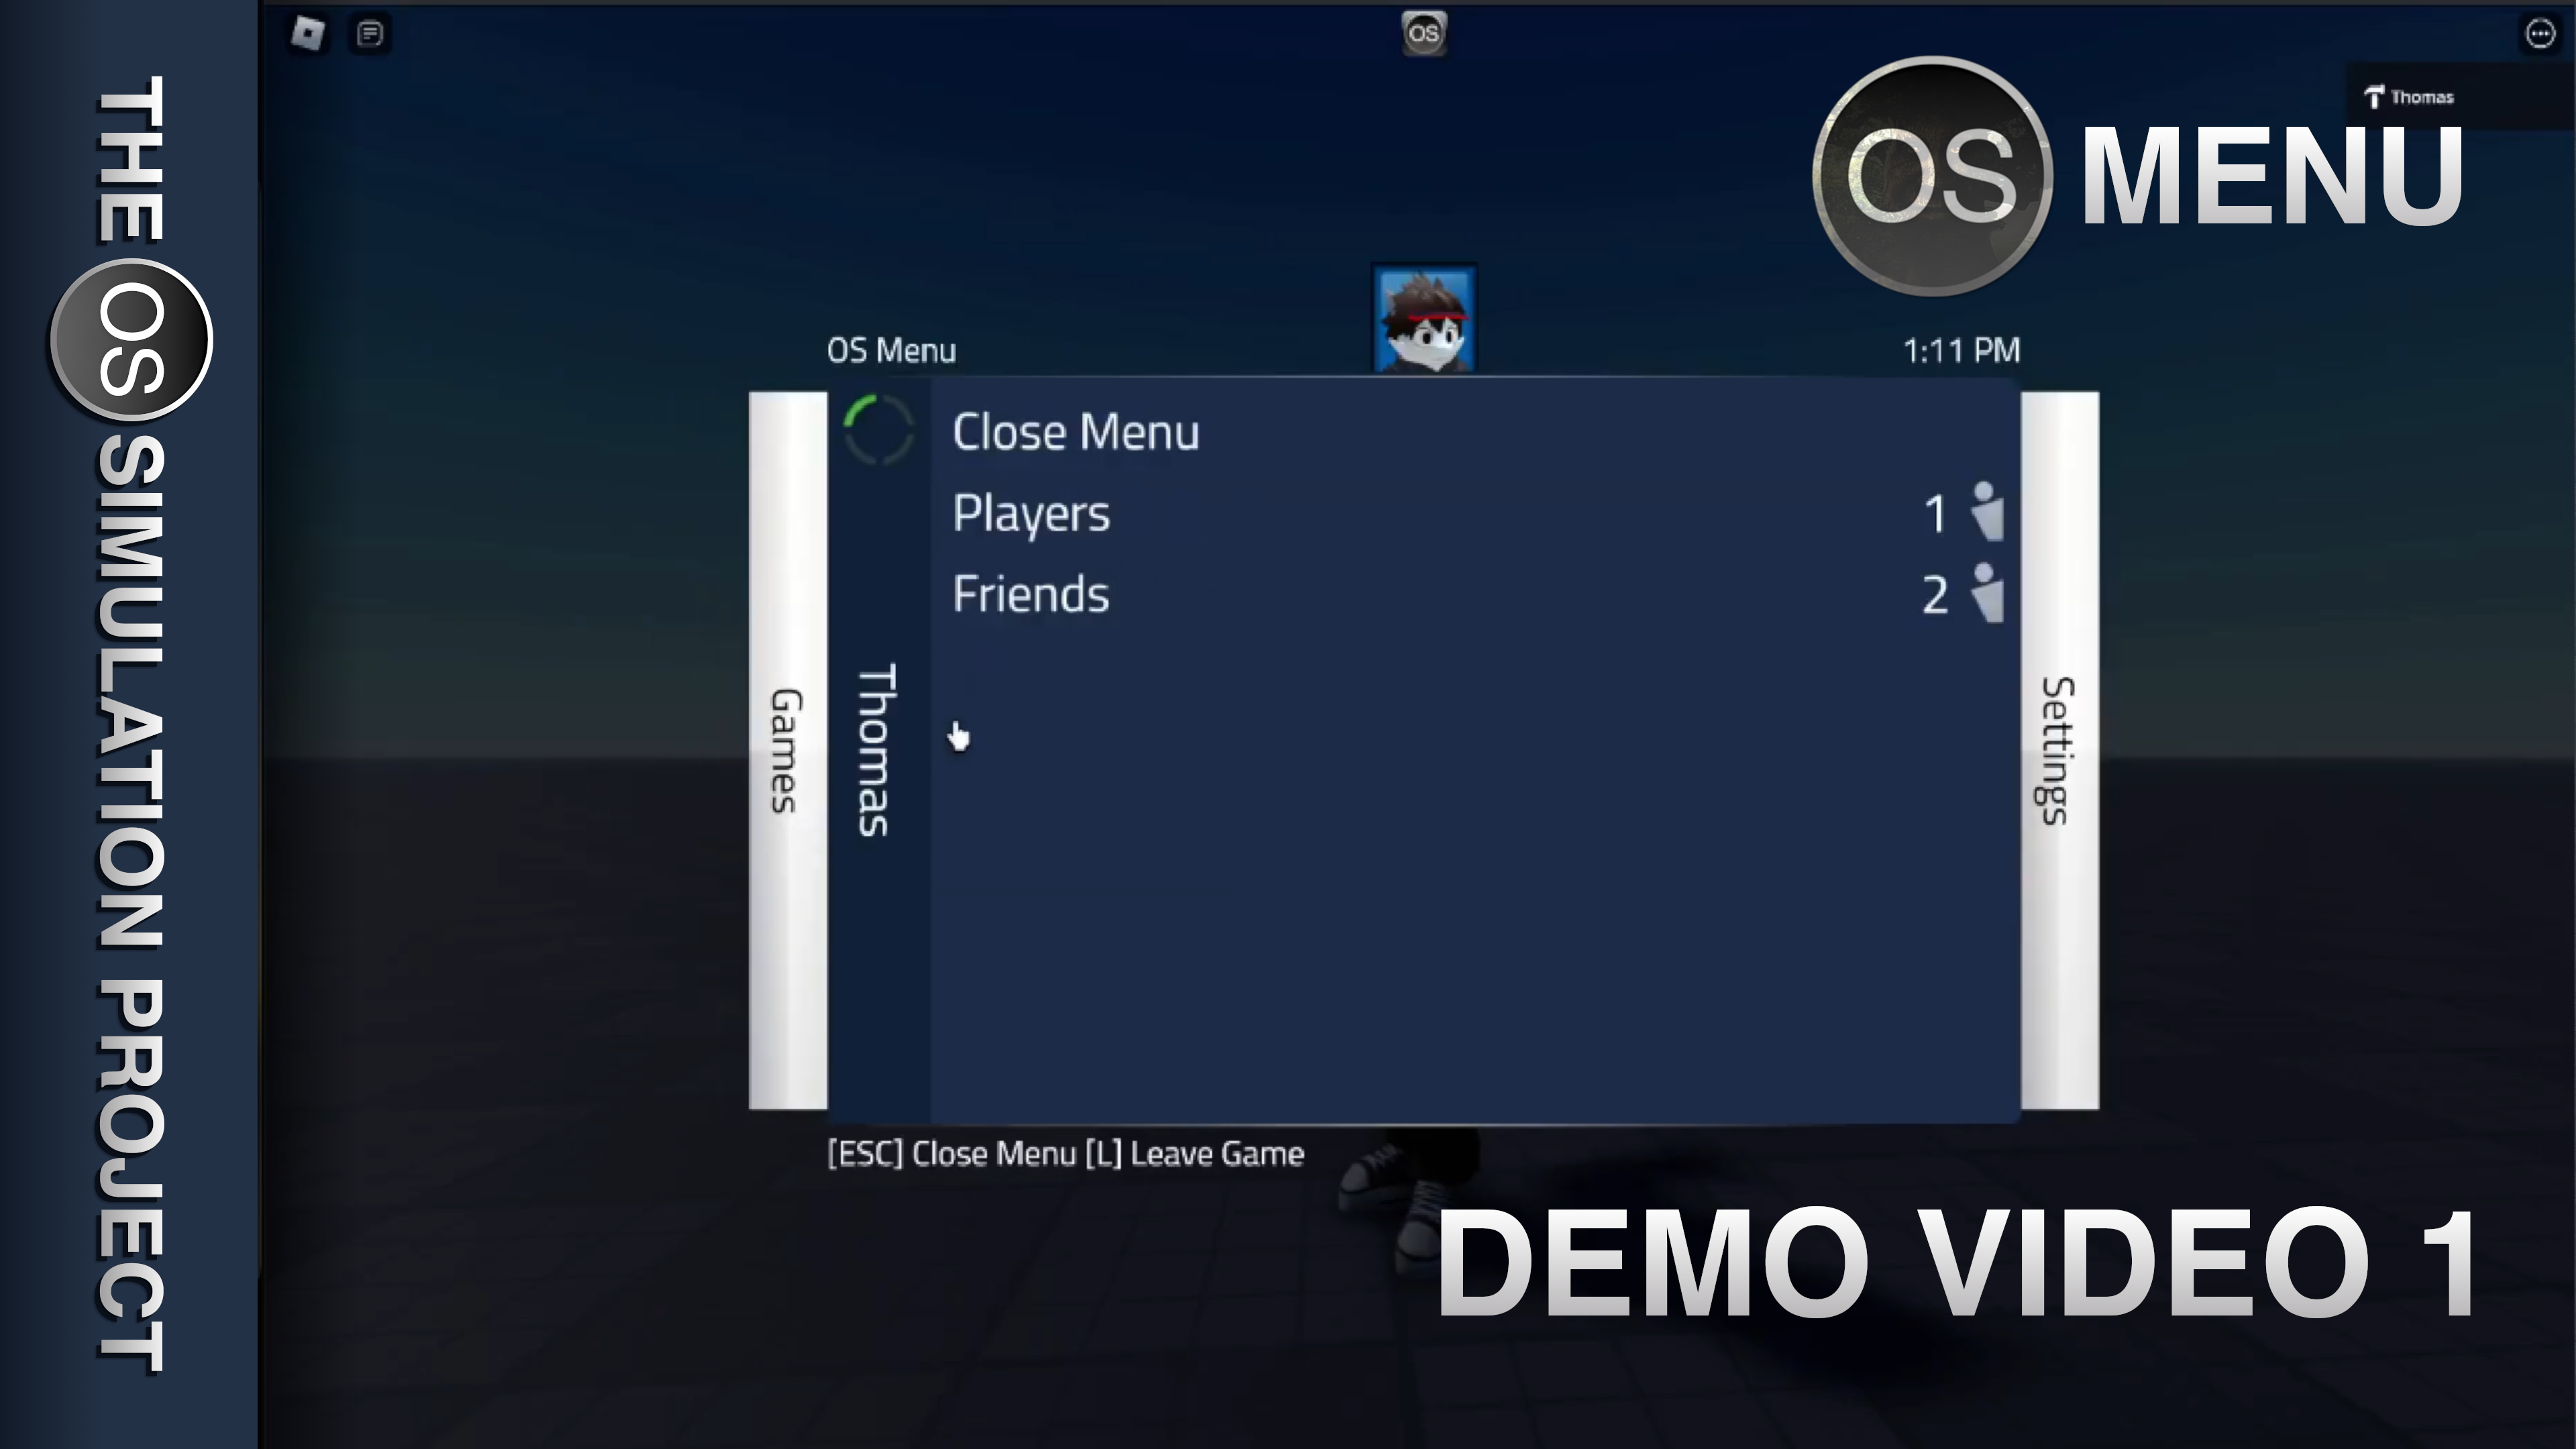 THE OS SIMULATION PROJECT
OS
Thomas
OS MENU
OS Menu
1:11 PM
Games
Thomas
Close Menu
Players 1
Friends 2
Settings
[ESC] Close Menu [L] Leave Game
DEMO VIDEO 1